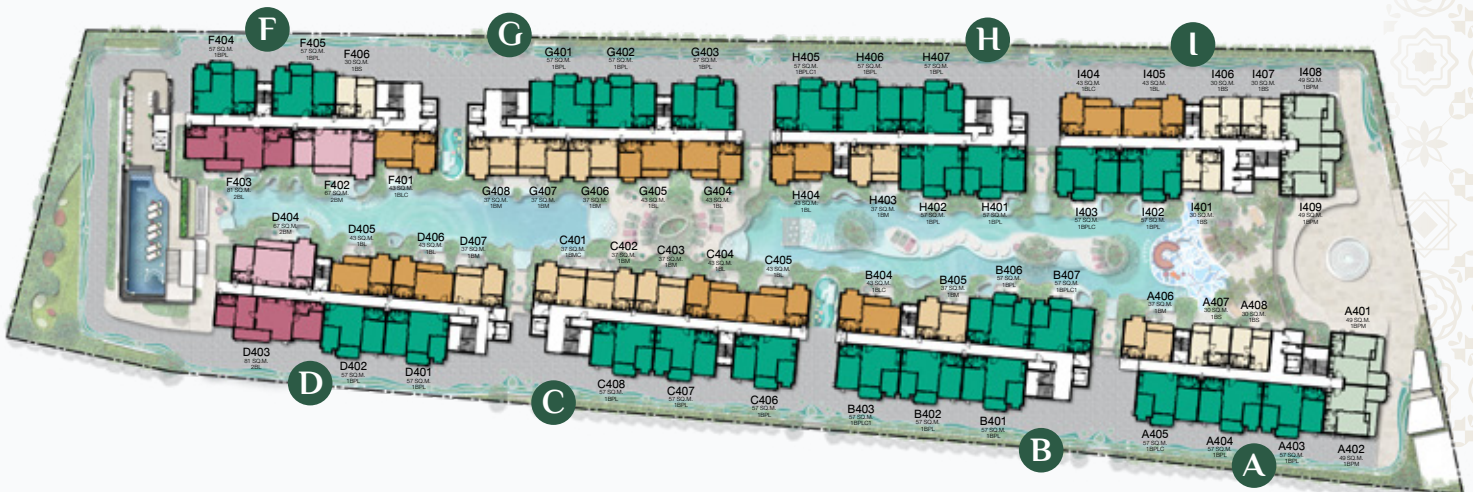 F
G
H
I
F404
57 SQ.M.
1BPL
F405
57 SQ.M.
1BPL
F406
30 SQ.M.
1BS
G401
57 SQ.M.
1BPL
G402
57 SQ.M.
1BPL
G403
57 SQ.M.
1BPL
H405
57 SQ.M.
1BPLC1
H406
57 SQ.M.
1BPL
H407
57 SQ.M.
1BPL
I404
43 SQ.M.
1BLC
I405
43 SQ.M.
1BL
I406
30 SQ.M.
1BS
I407
30 SQ.M.
1BS
I408
49 SQ.M.
1BPM
F403
81 SQ.M.
2BL
F402
67 SQ.M.
2BM
F401
43 SQ.M.
1BLC
G408
37 SQ.M.
1BM
G407
37 SQ.M.
1BM
G406
37 SQ.M.
1BM
G405
43 SQ.M.
1BL
G404
43 SQ.M.
1BL
H404
43 SQ.M.
1BL
H403
37 SQ.M.
1BM
H402
57 SQ.M.
1BPL
H401
57 SQ.M.
1BPL
I403
57 SQ.M.
1BPLC
I402
57 SQ.M.
1BPL
I401
30 SQ.M.
1BS
I409
49 SQ.M.
1BPM
D404
67 SQ.M.
2BM
D405
43 SQ.M.
1BL
D406
43 SQ.M.
1BL
D407
37 SQ.M.
1BM
C401
37 SQ.M.
1BMC
C402
37 SQ.M.
1BM
C403
37 SQ.M.
1BM
C404
43 SQ.M.
1BL
C405
43 SQ.M.
1BL
B404
43 SQ.M.
1BLC
B405
37 SQ.M.
1BM
B406
57 SQ.M.
1BPL
B407
57 SQ.M.
1BPLC1
A406
37 SQ.M.
1BM
A407
30 SQ.M.
1BS
A408
30 SQ.M.
1BS
A401
49 SQ.M.
1BPM
D403
81 SQ.M.
2BL
D402
57 SQ.M.
1BPL
D401
57 SQ.M.
1BPL
C408
57 SQ.M.
1BPL
C407
57 SQ.M.
1BPL
C406
57 SQ.M.
1BPL
B403
57 SQ.M.
1BPLC1
B402
57 SQ.M.
1BPL
B401
57 SQ.M.
1BPL
A405
57 SQ.M.
1BPLC
A404
57 SQ.M.
1BPL
A403
57 SQ.M.
1BPL
A402
49 SQ.M.
1BPM
D
C
B
A